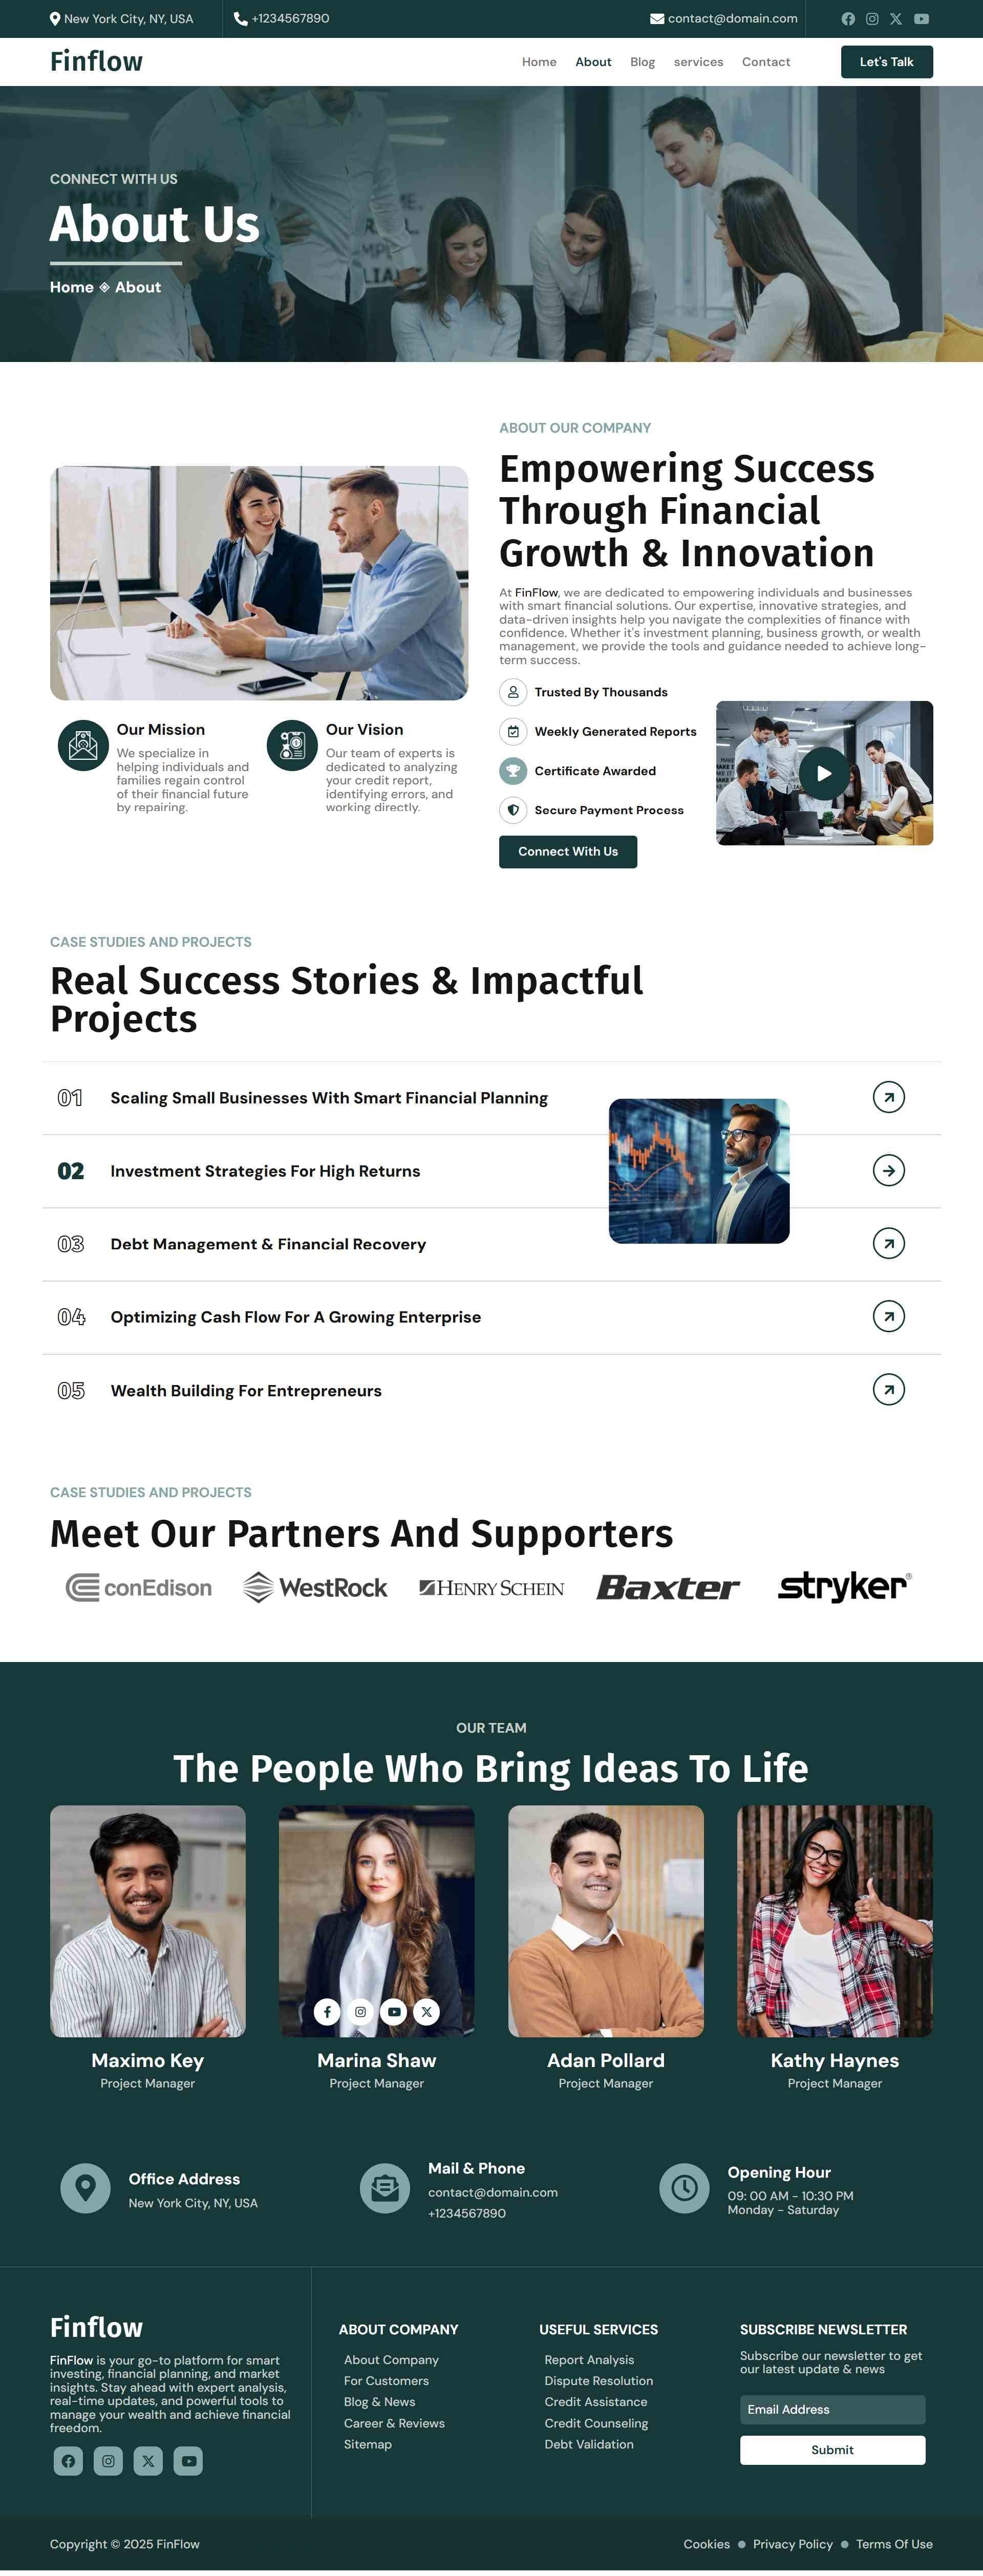 New York City, NY, USA
+1234567890
contact@domain.com
Finflow
Home
About
Blog
services
Contact
Let's Talk
CONNECT WITH US
About Us
Home
About
ABOUT OUR COMPANY
Empowering Success
Through Financial
Growth & Innovation
At FinFlow, we are dedicated to empowering individuals and businesses
with smart financial solutions. Our expertise, innovative strategies, and
data-driven insights help you navigate the complexities of finance with
confidence. Whether it's investment planning, business growth, or wealth
management, we provide the tools and guidance needed to achieve long-
term success.
Our Mission
We specialize in
helping individuals and
families regain control
of their financial future
by repairing.
Our Vision
Our team of experts is
dedicated to analyzing
your credit report,
identifying errors, and
working directly.
Trusted By Thousands
Weekly Generated Reports
Certificate Awarded
Secure Payment Process
Connect With Us
CASE STUDIES AND PROJECTS
Real Success Stories & Impactful
Projects
01 Scaling Small Businesses With Smart Financial Planning
02 Investment Strategies For High Returns
03 Debt Management & Financial Recovery
04 Optimizing Cash Flow For A Growing Enterprise
05 Wealth Building For Entrepreneurs
CASE STUDIES AND PROJECTS
Meet Our Partners And Supporters
conEdison
WestRock
HENRY SCHEIN
Baxter
stryker®
OUR TEAM
The People Who Bring Ideas To Life
Maximo Key
Project Manager
Marina Shaw
Project Manager
Adan Pollard
Project Manager
Kathy Haynes
Project Manager
Office Address
New York City, NY, USA
Mail & Phone
contact@domain.com
+1234567890
Opening Hour
09: 00 AM - 10:30 PM
Monday - Saturday
Finflow
FinFlow is your go-to platform for smart
investing, financial planning, and market
insights. Stay ahead with expert analysis,
real-time updates, and powerful tools to
manage your wealth and achieve financial
freedom.
ABOUT COMPANY
About Company
For Customers
Blog & News
Career & Reviews
Sitemap
USEFUL SERVICES
Report Analysis
Dispute Resolution
Credit Assistance
Credit Counseling
Debt Validation
SUBSCRIBE NEWSLETTER
Subscribe our newsletter to get
our latest update & news
Email Address
Submit
Copyright © 2025 FinFlow
Cookies
Privacy Policy
Terms Of Use